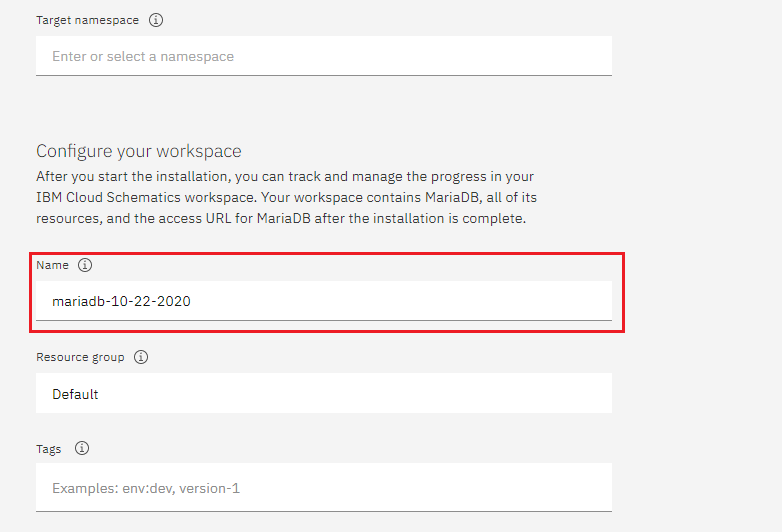 Target namespace
Enter or select a namespace
Configure your workspace
After you start the installation, you can track and manage the progress in your
IBM Cloud Schematics workspace. Your workspace contains MariaDB, all of its
resources, and the access URL for MariaDB after the installation is complete.
Name
mariadb-10-22-2020
Resource group
Default
Tags
Examples: env:dev, version-1